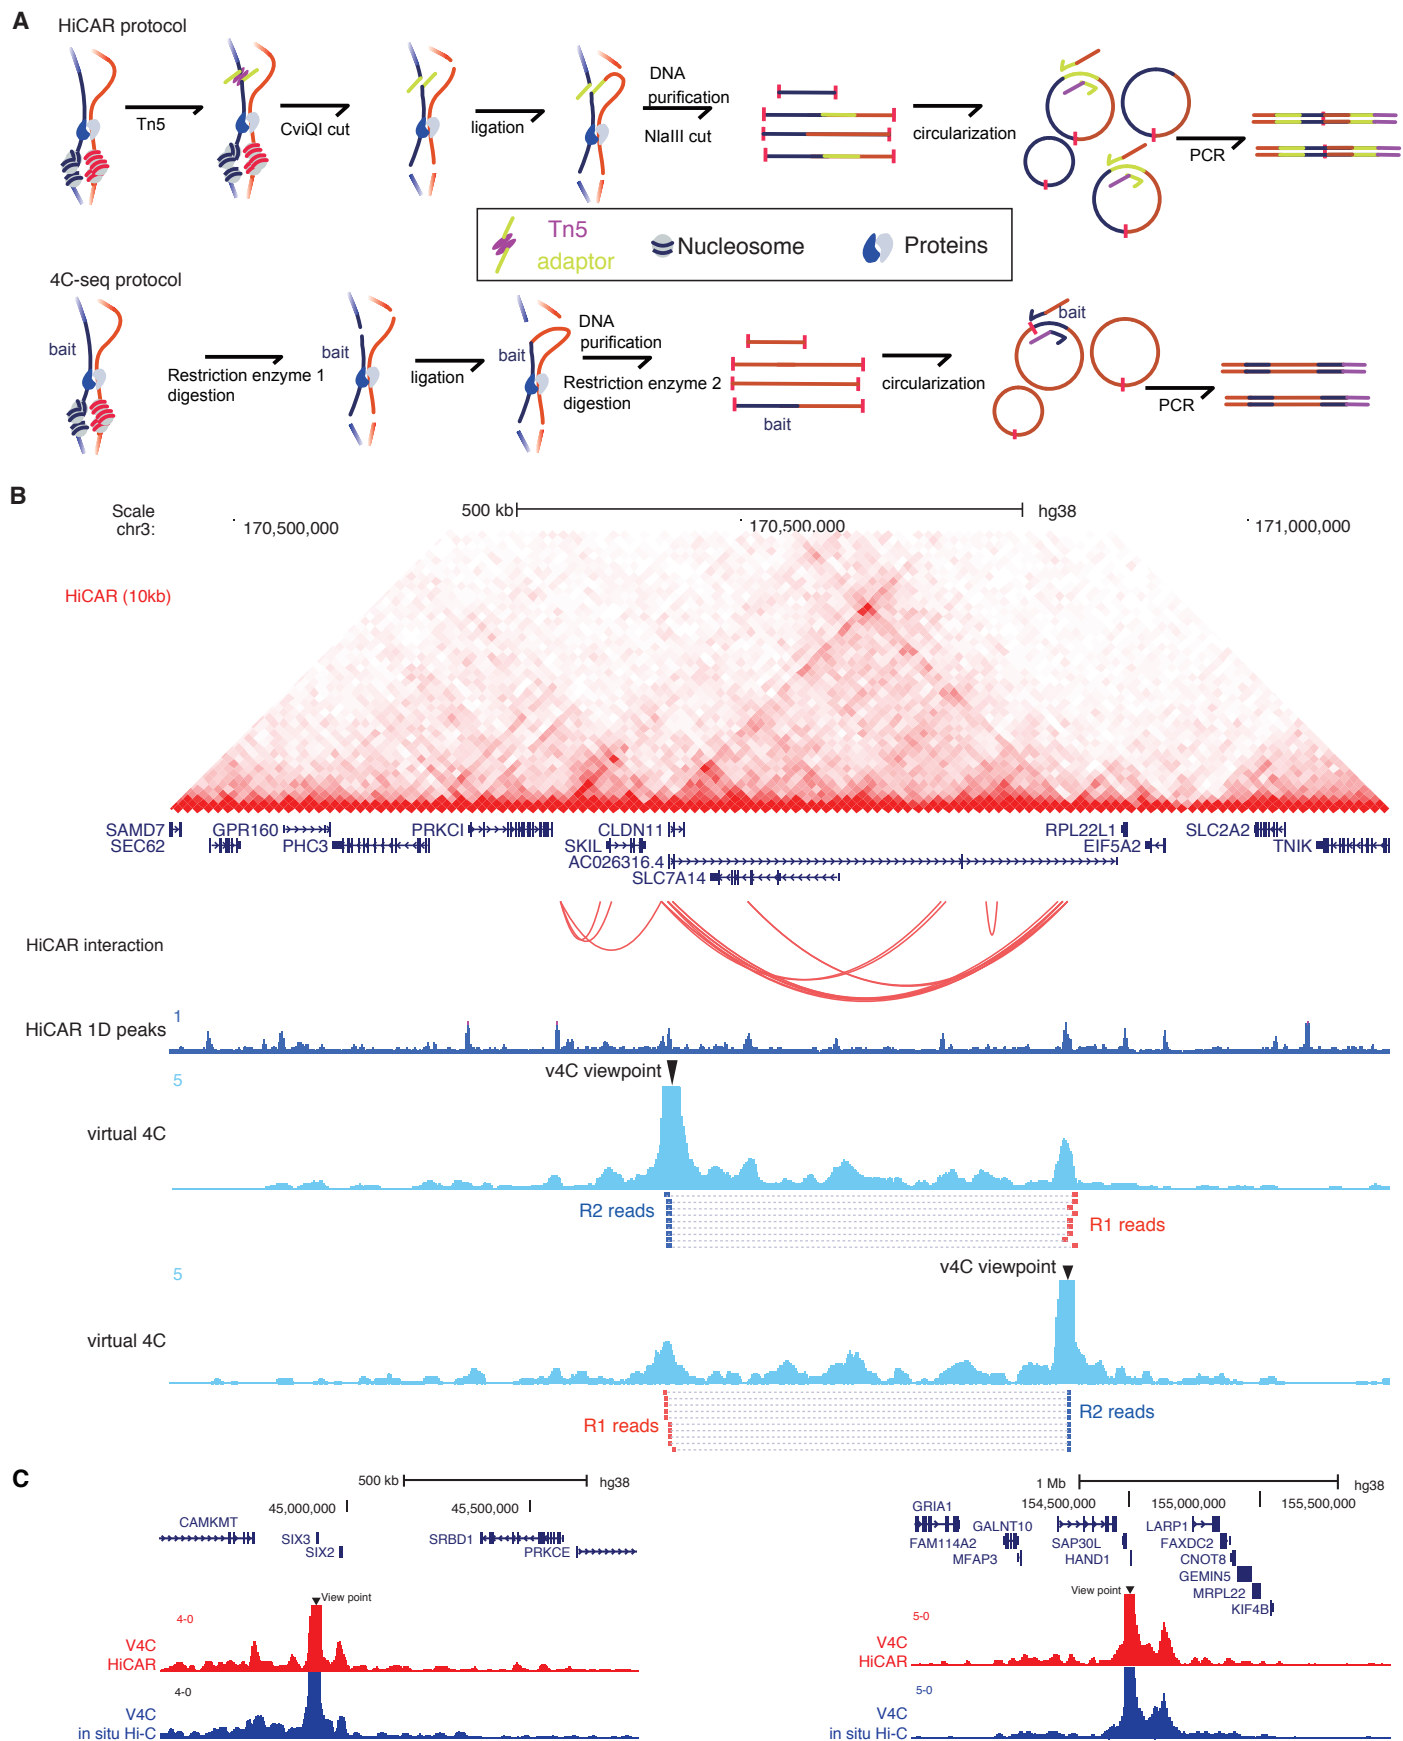 A
HiCAR protocol
Tn5
CviQI cut
ligation
DNA
purification
NlaIII cut
circularization
PCR
Tn5
adaptor
Nucleosome
Proteins
4C-seq protocol
bait
Restriction enzyme 1
digestion
bait
ligation
bait
DNA
purification
Restriction enzyme 2
digestion
bait
circularization
bait
PCR
B
Scale
chr3:
500 kb
hg38
170,500,000
170,500,000
171,000,000
HiCAR (10kb)
SAMD7
GPR160
PRKCI
CLDN11
RPL22L1
SLC2A2
SEC62
PHC3
SKIL
EIF5A2
TNIK
AC026316.4
SLC7A14
HiCAR interaction
HiCAR 1D peaks
1
5
v4C viewpoint
virtual 4C
R2 reads
R1 reads
5
v4C viewpoint
virtual 4C
R1 reads
R2 reads
C
500 kb
hg38
45,000,000
45,500,000
CAMKMT
SIX3
SIX2
SRBD1
PRKCE
View point
4-0
V4C
HiCAR
4-0
V4C
in situ Hi-C
1 Mb
hg38
154,500,000
155,000,000
155,500,000
GRIA1
GALNT10
LARP1
FAM114A2
SAP30L
FAXDC2
MFAP3
HAND1
CNOT8
GEMIN5
MRPL22
KIF4B
View point
5-0
V4C
HiCAR
5-0
V4C
in situ Hi-C